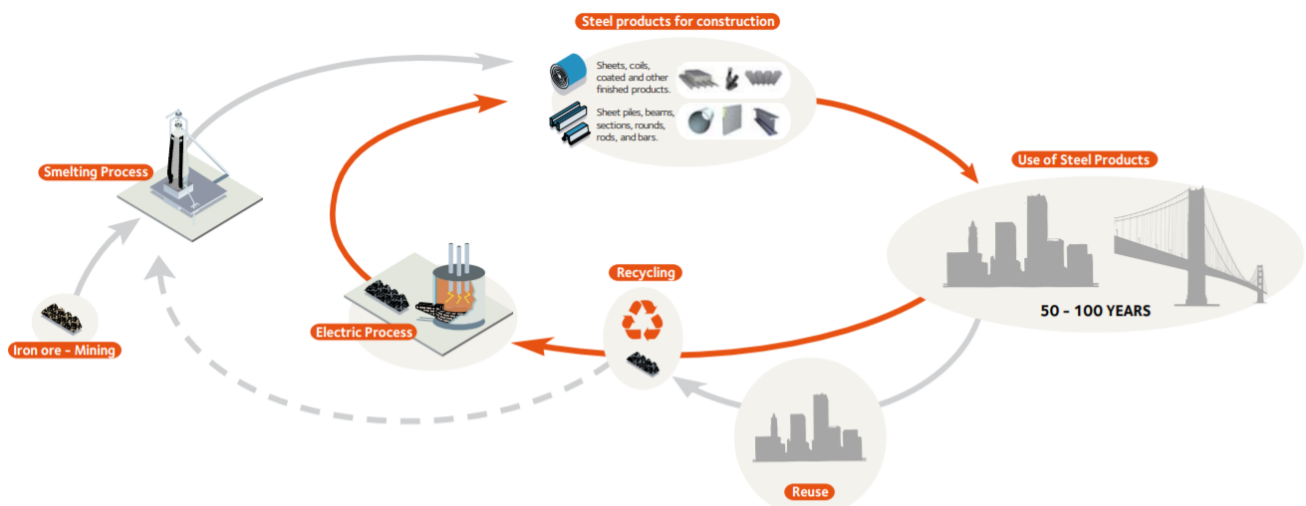 Steel products for construction
Sheets, coils,
coated and other
finished products.
Sheet piles, beams,
sections, rounds,
rods, and bars.
Use of Steel Products
50 – 100 YEARS
Smelting Process
Iron ore – Mining
Electric Process
Recycling
Reuse